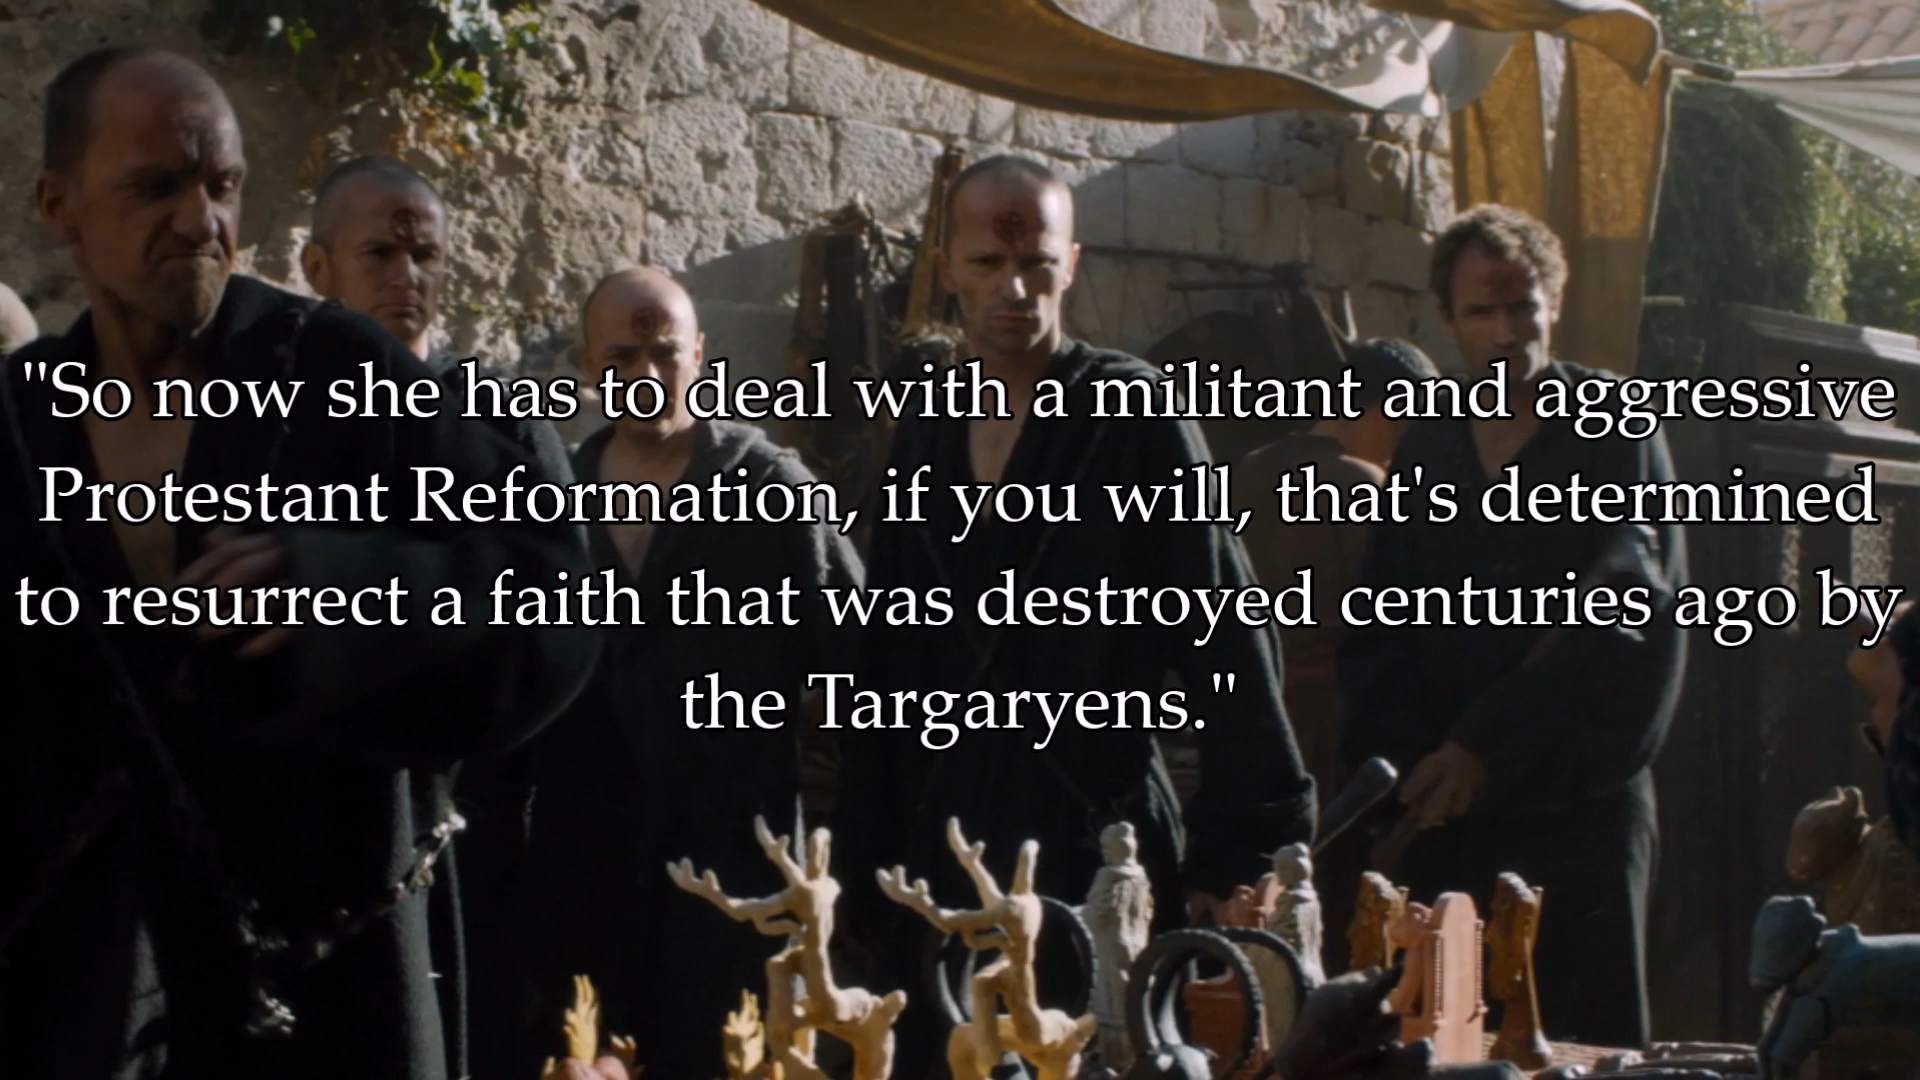 "So now she has to deal with a militant and aggressive
Protestant Reformation, if you will, that's determined
to resurrect a faith that was destroyed centuries ago by
the Targaryens."